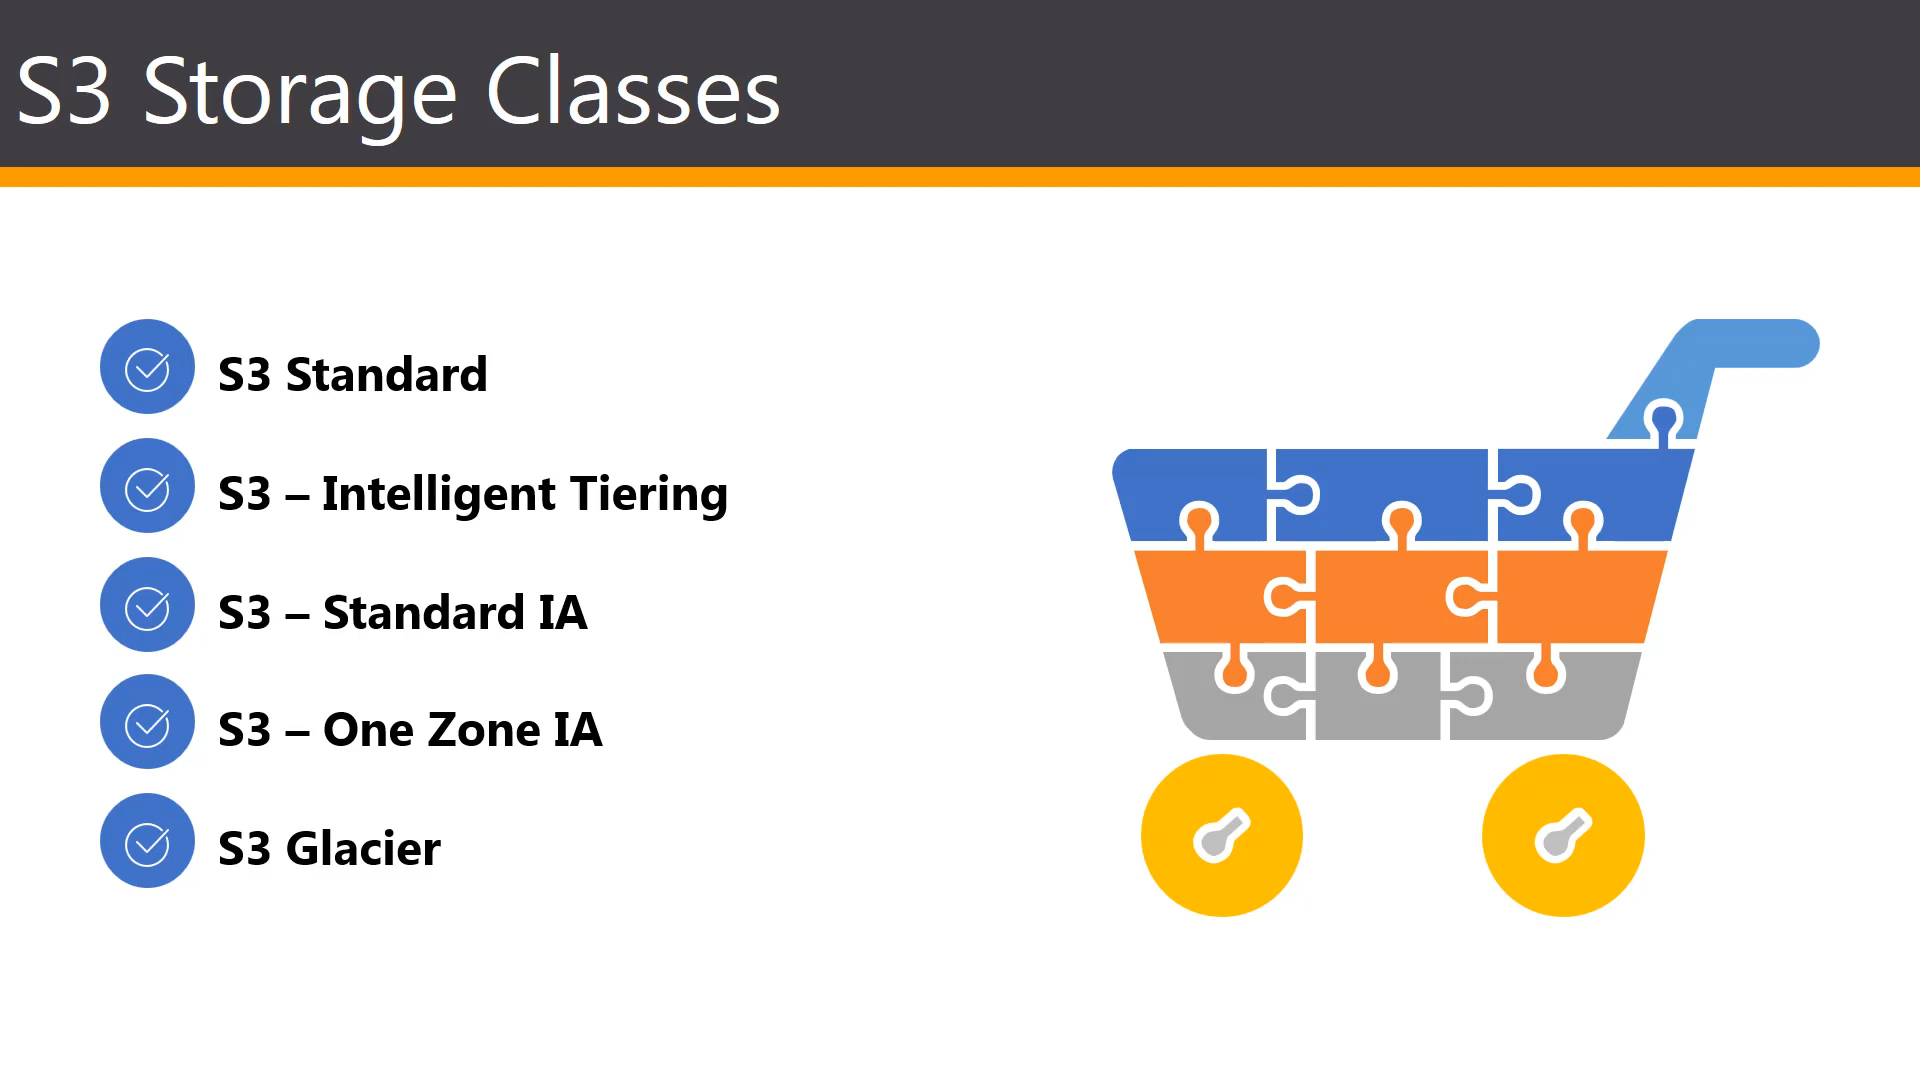 S3 Storage Classes
S3 Standard
S3 – Intelligent Tiering
S3 – Standard IA
S3 – One Zone IA
S3 Glacier